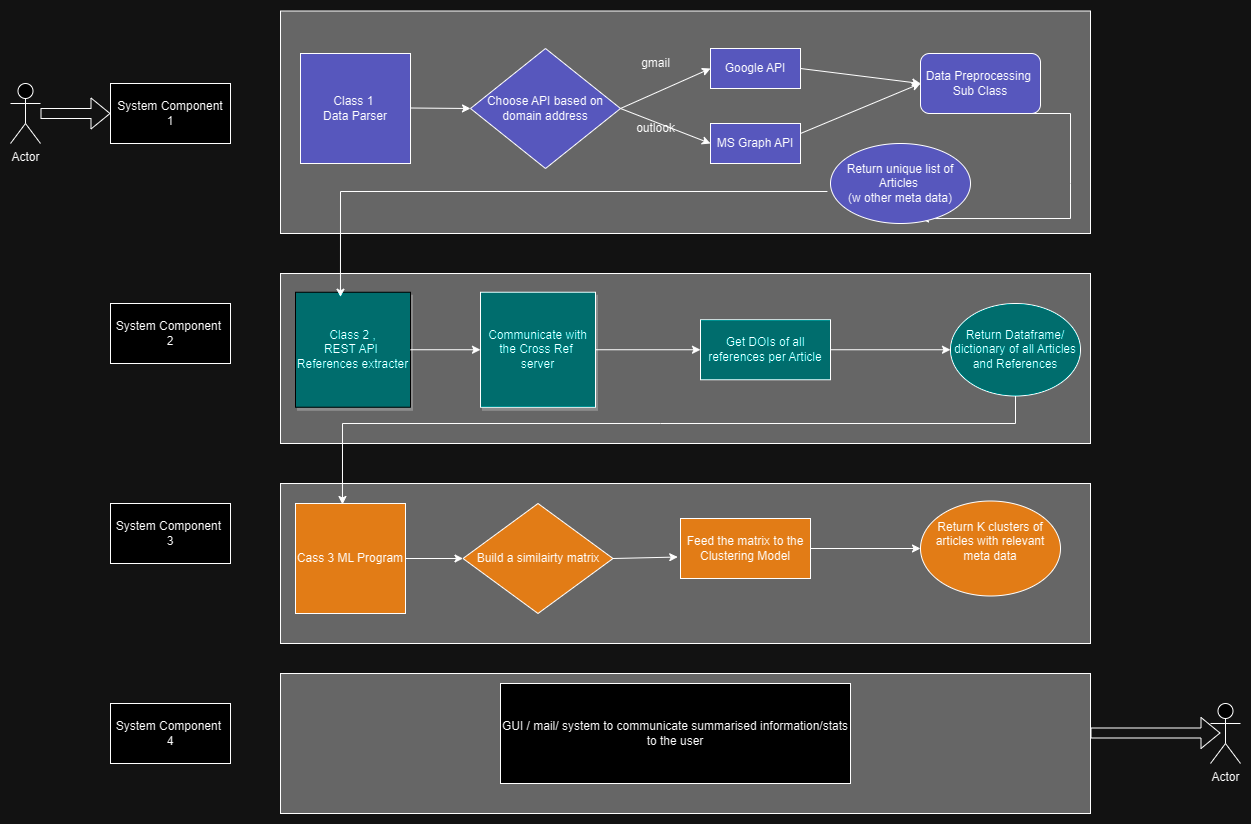 Actor
System Component
1
Class 1
Data Parser
Choose API based on
domain address
gmail
outlook
Google API
MS Graph API
Data Preprocessing
Sub Class
Return unique list of
Articles
(w other meta data)
System Component
2
Class 2 ,
REST API
References extracter
Communicate with
the Cross Ref
server
Get DOIs of all
references per Article
Return Dataframe/
dictionary of all Articles
and References
System Component
3
Cass 3 ML Program
Build a similairty matrix
Feed the matrix to the
Clustering Model
Return K clusters of
articles with relevant
meta data
System Component
4
GUI / mail/ system to communicate summarised information/stats
to the user
Actor